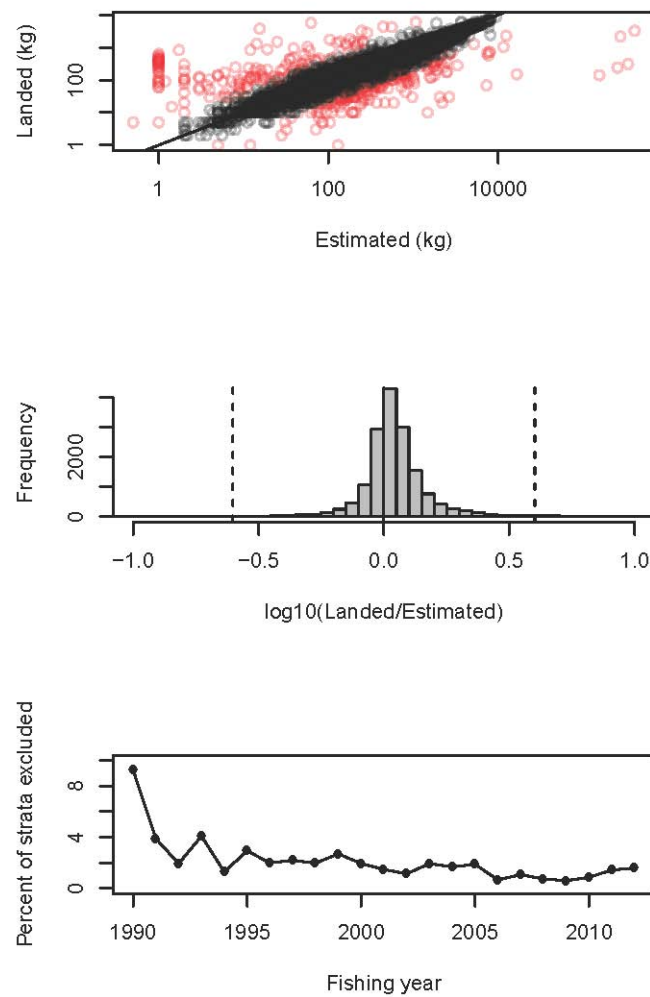 Landed (kg)
100
1
1 100 10000
Estimated (kg)
Frequency
2000
0
−1.0 −0.5 0.0 0.5 1.0
log10(Landed/Estimated)
Percent of strata excluded
8
4
0
1990 1995 2000 2005 2010
Fishing year